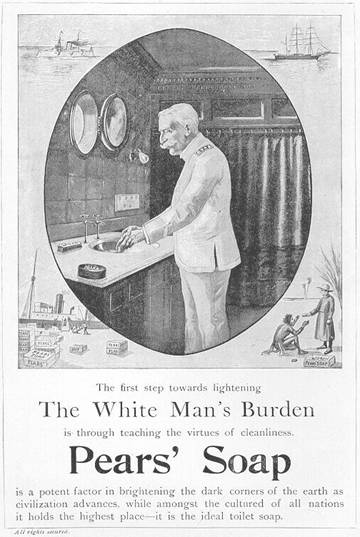 The first step towards lightening
The White Man's Burden
is through teaching the virtues of cleanliness.
Pears' Soap
is a potent factor in brightening the dark corners of the earth as
civilization advances, while amongst the cultured of all nations
it holds the highest place—it is the ideal toilet soap.
All rights secured.